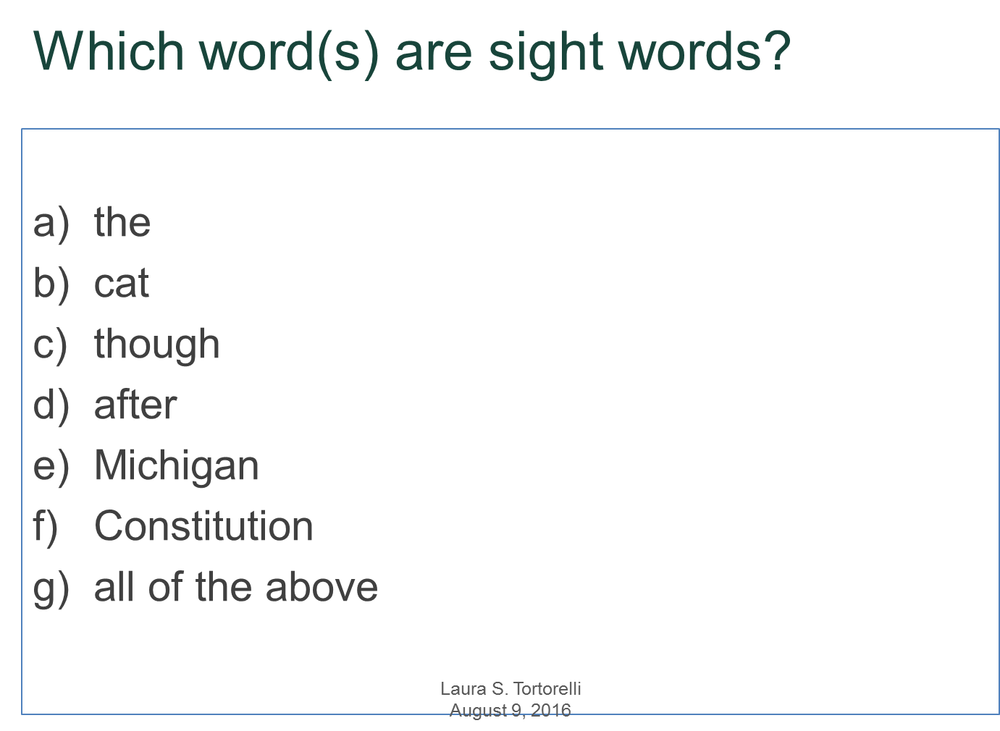 Which word(s) are sight words?
a) the
b) cat
c) though
d) after
e) Michigan
f) Constitution
g) all of the above
Laura S. Tortorelli
August 9, 2016